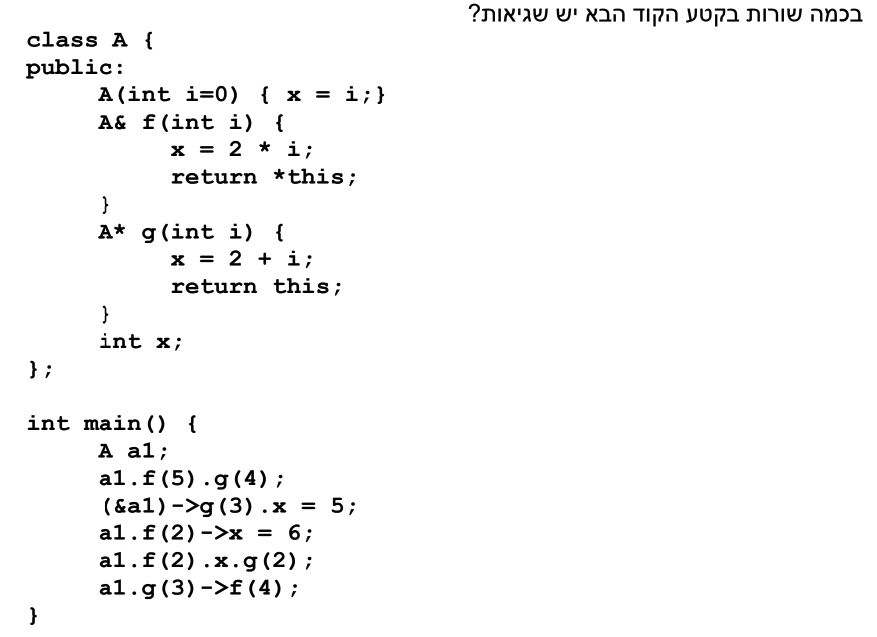 בכמה שורות בקטע הקוד הבא יש שגיאות?
class A {
public:
A(int i=0) { x = i;}
A& f(int i) {
x = 2 * i;
return *this;
}
A* g(int i) {
x = 2 + i;
return this;
}
int x;
};
int main() {
A a1;
a1.f(5).g(4);
(&a1)->g(3).x = 5;
a1.f(2)->x = 6;
a1.f(2).x.g(2);
a1.g(3)->f(4);
}